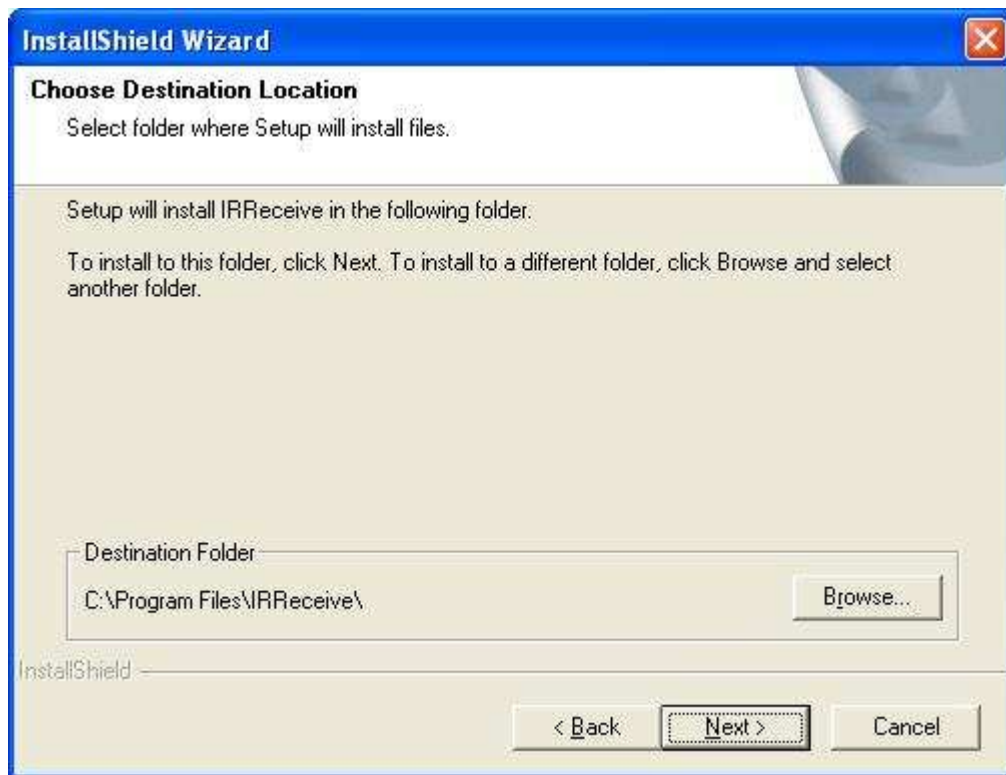 InstallShield Wizard
Choose Destination Location
Select folder where Setup will install files.
Setup will install IRReceive in the following folder.
To install to this folder, click Next. To install to a different folder, click Browse and select
another folder.
Destination Folder
C:\Program Files\IRReceive\
Browse...
InstallShield
< Back
Next >
Cancel